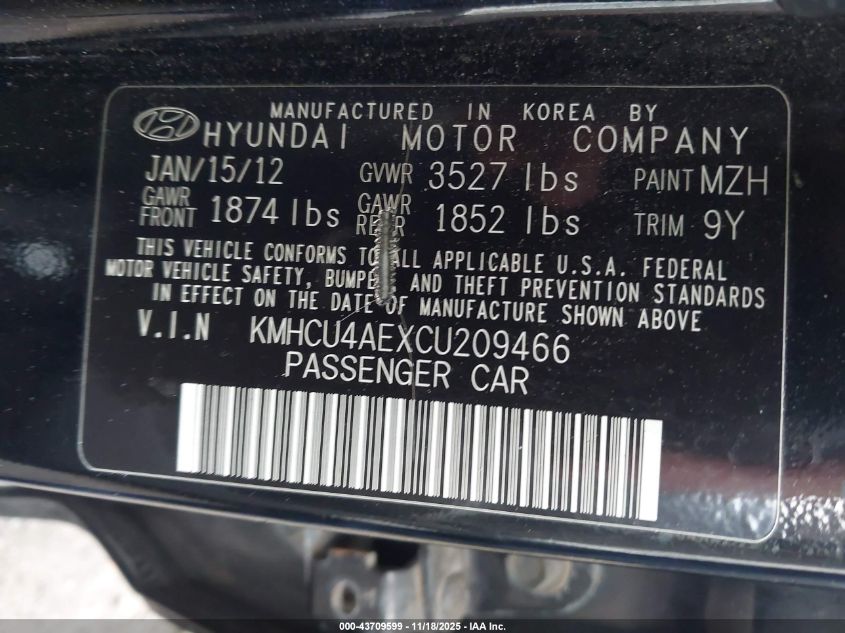 MANUFACTURED IN KOREA BY
HYUNDAI MOTOR COMPANY
JAN/15/12 GVWR 3527 lbs PAINT MZH
GAWR FRONT 1874 lbs GAWR REAR 1852 lbs TRIM 9Y
THIS VEHICLE CONFORMS TO ALL APPLICABLE U.S.A. FEDERAL
MOTOR VEHICLE SAFETY, BUMPER AND THEFT PREVENTION STANDARDS
IN EFFECT ON THE DATE OF MANUFACTURE SHOWN ABOVE
V.I.N KMHCU4AEXCU209466
PASSENGER CAR
000-43709599 - 11/18/2025 - IAA Inc.